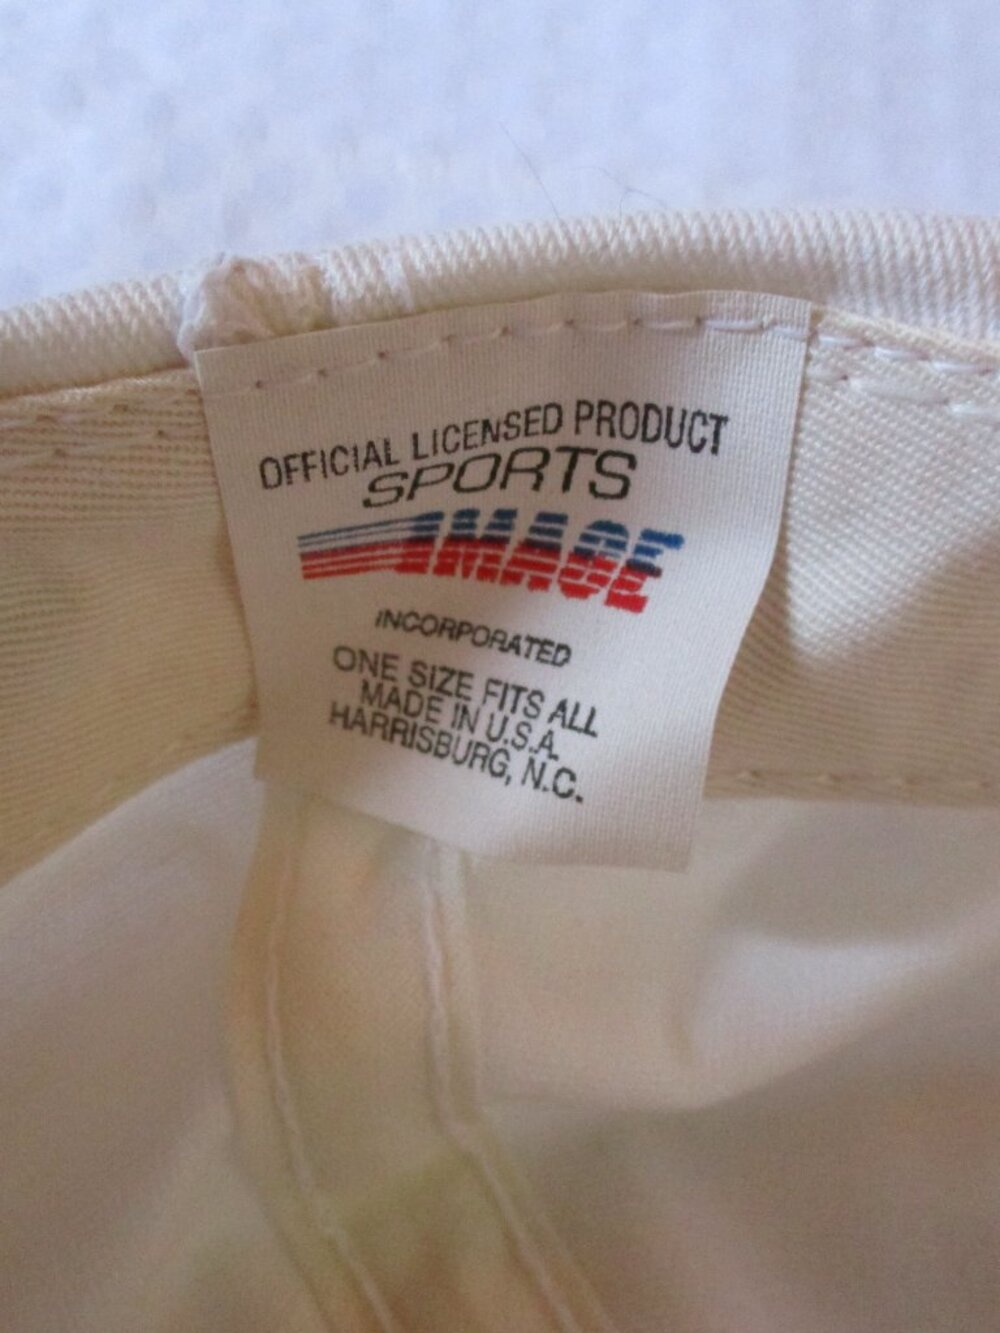 OFFICIAL LICENSED PRODUCT
SPORTS
IMAGE
INCORPORATED
ONE SIZE FITS ALL
MADE IN U.S.A.
HARRISBURG, N.C.